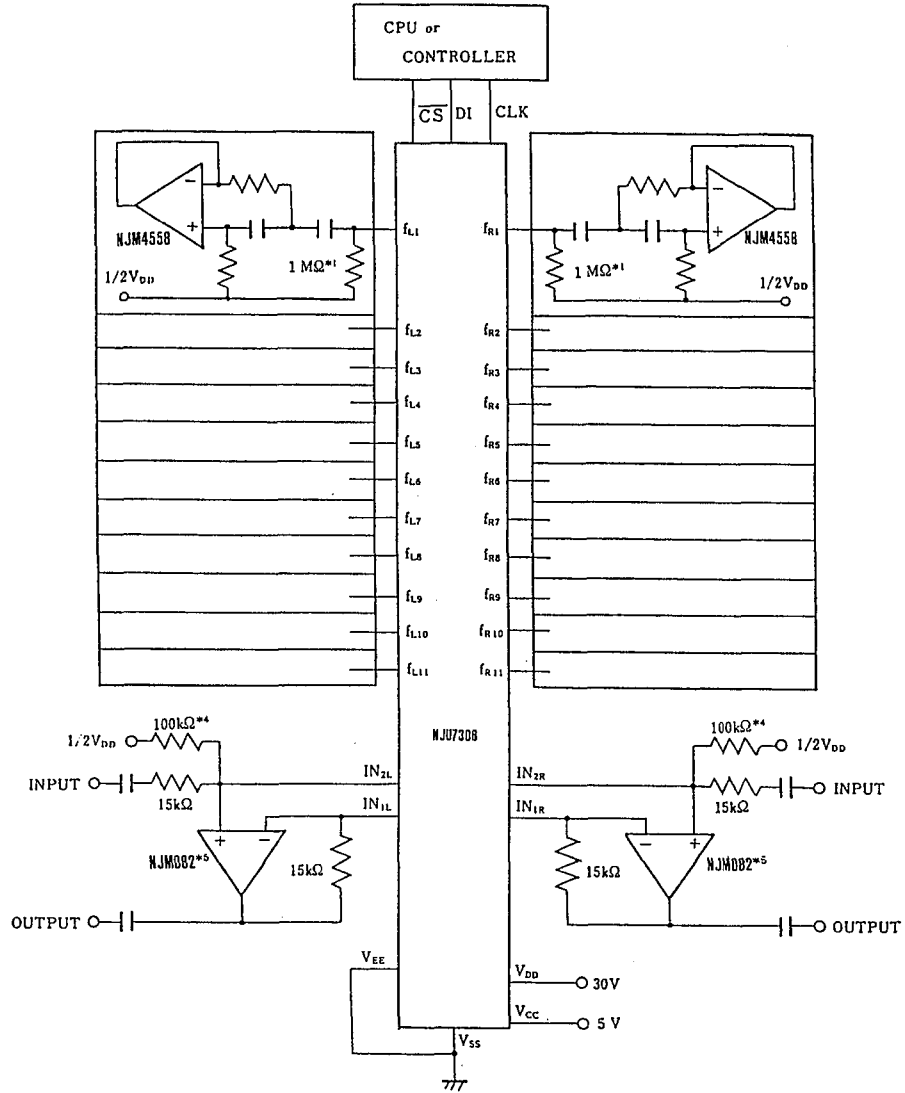 CPU or
CONTROLLER
CS DI CLK
NJM4558
fL1
1 MΩ*1
1/2VDD
fR1
NJM4558
1 MΩ*1
1/2VDD
fL2 fR2
fL3 fR3
fL4 fR4
fL5 fR5
fL6 fR6
fL7 fR7
fL8 fR8
fL9 fR9
fL10 fR10
fL11 fR11
NJU7306
100kΩ*4
1/2VDD
INPUT
15kΩ
IN2L
IN1L
NJM082*5
15kΩ
OUTPUT
100kΩ*4
1/2VDD
IN2R
INPUT
15kΩ
IN1R
15kΩ
NJM082*5
OUTPUT
VEE
VDD 30V
VCC 5 V
VSS